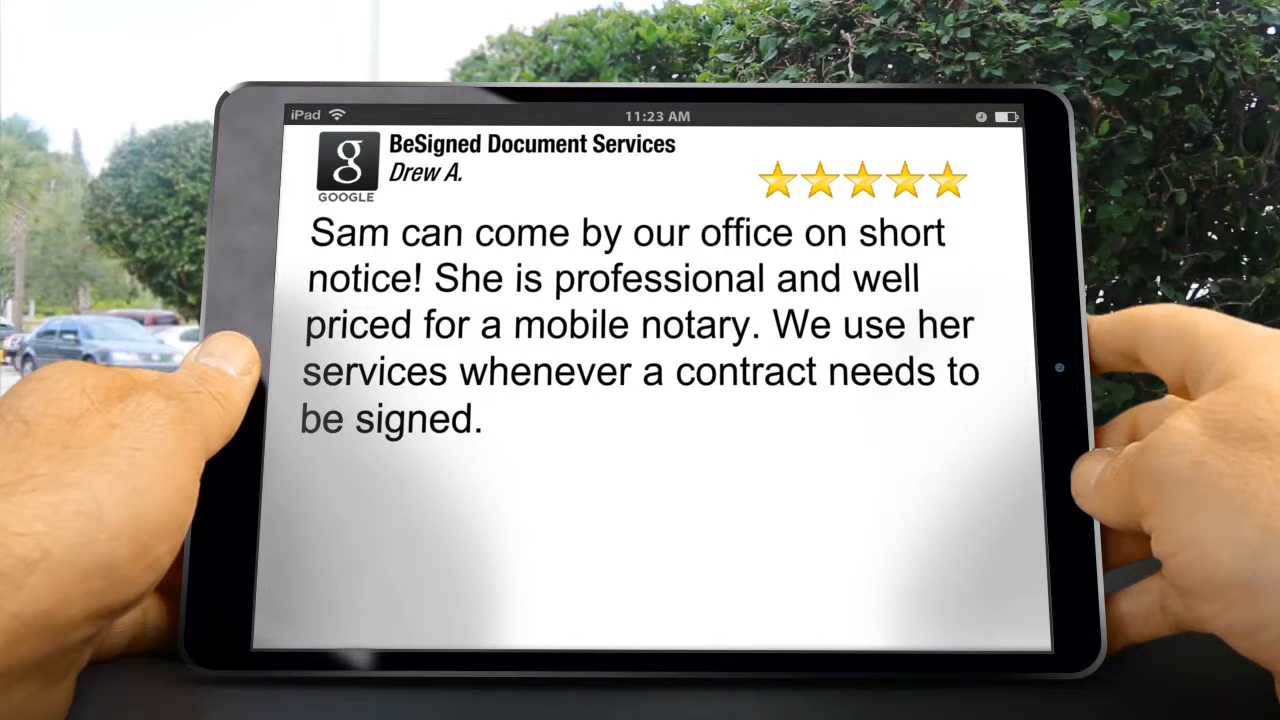 iPad 11:23 AM
g
GOOGLE
BeSigned Document Services
Drew A.
Sam can come by our office on short
notice! She is professional and well
priced for a mobile notary. We use her
services whenever a contract needs to
be signed.